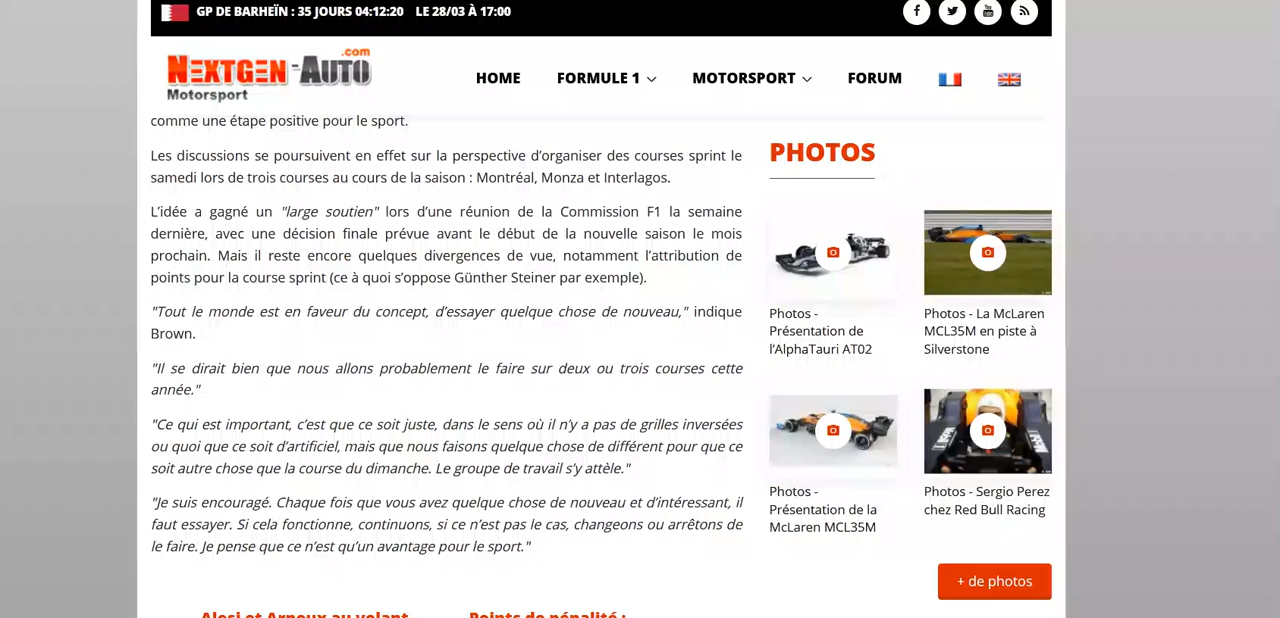 GP DE BARHEÏN : 35 JOURS 04:12:20 LE 28/03 À 17:00
NEXTGEN-AUTO.com
Motorsport
HOME FORMULE 1 MOTORSPORT FORUM
comme une étape positive pour le sport.
Les discussions se poursuivent en effet sur la perspective d’organiser des courses sprint le
samedi lors de trois courses au cours de la saison : Montréal, Monza et Interlagos.
L’idée a gagné un "large soutien" lors d’une réunion de la Commission F1 la semaine
dernière, avec une décision finale prévue avant le début de la nouvelle saison le mois
prochain. Mais il reste encore quelques divergences de vue, notamment l’attribution de
points pour la course sprint (ce à quoi s’oppose Günther Steiner par exemple).
"Tout le monde est en faveur du concept, d’essayer quelque chose de nouveau," indique
Brown.
"Il se dirait bien que nous allons probablement le faire sur deux ou trois courses cette
année."
"Ce qui est important, c’est que ce soit juste, dans le sens où il n’y a pas de grilles inversées
ou quoi que ce soit d’artificiel, mais que nous faisons quelque chose de différent pour que ce
soit autre chose que la course du dimanche. Le groupe de travail s’y attèle."
"Je suis encouragé. Chaque fois que vous avez quelque chose de nouveau et d’intéressant, il
faut essayer. Si cela fonctionne, continuons, si ce n’est pas le cas, changeons ou arrêtons de
le faire. Je pense que ce n’est qu’un avantage pour le sport."
Alesi et Arnoux au volant
Points de pénalité :
PHOTOS
Photos -
Présentation de
l’AlphaTauri AT02
Photos - La McLaren
MCL35M en piste à
Silverstone
Photos -
Présentation de la
McLaren MCL35M
Photos - Sergio Perez
chez Red Bull Racing
+ de photos